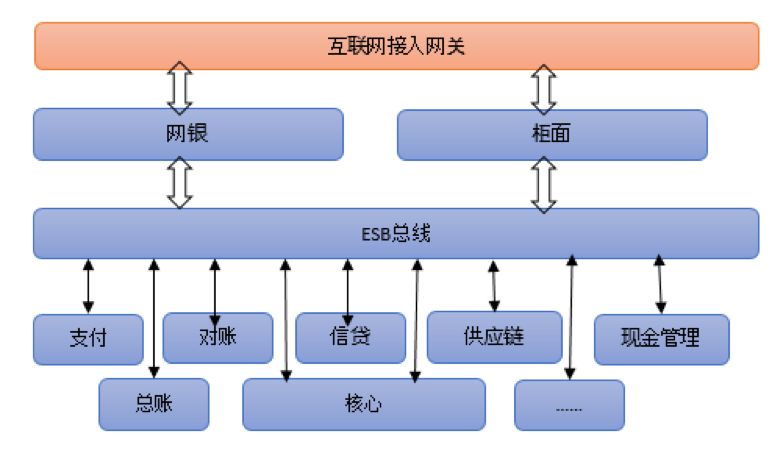 互联网接入网关
网银
柜面
ESB总线
支付
对账
信贷
供应链
现金管理
总账
核心
......